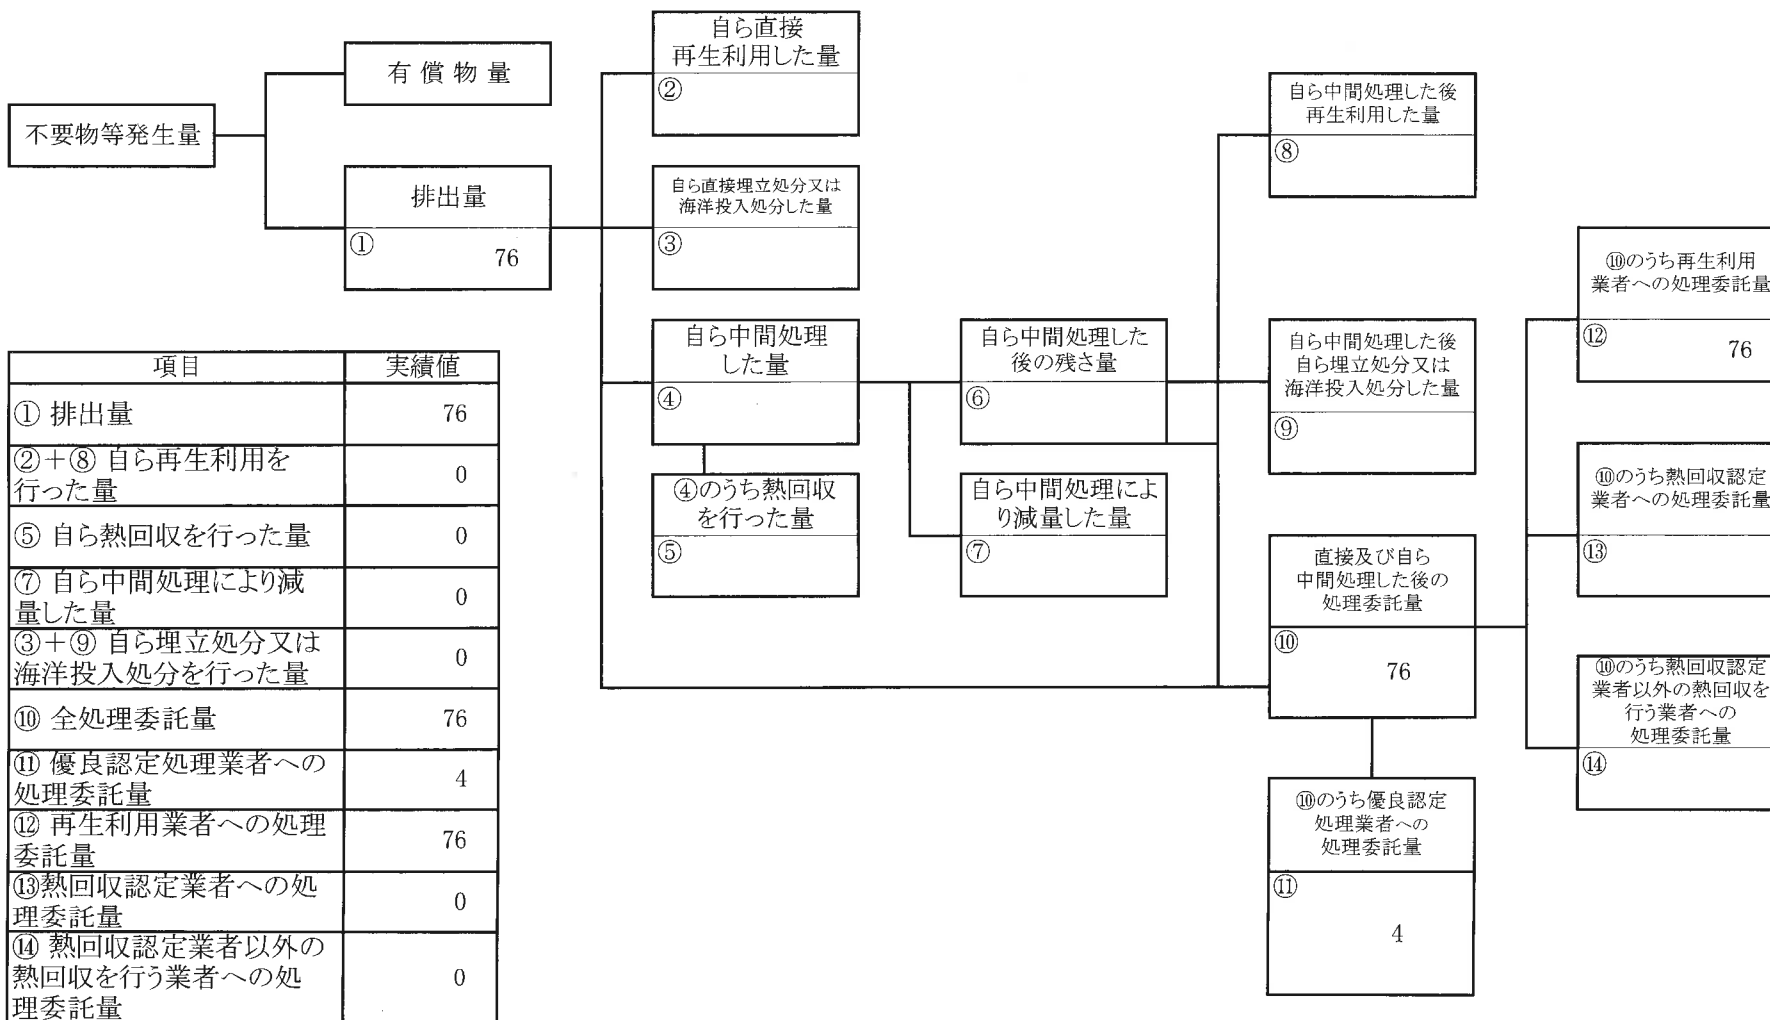 不要物等発生量
有 償 物 量
排出量
①
76
自ら直接
再生利用した量
②
自ら直接埋立処分又は
海洋投入処分した量
③
自ら中間処理
した量
④
④のうち熱回収
を行った量
⑤
自ら中間処理した
後の残さ量
⑥
自ら中間処理によ
り減量した量
⑦
自ら中間処理した後
再生利用した量
⑧
自ら中間処理した後
自ら埋立処分又は
海洋投入処分した量
⑨
直接及び自ら
中間処理した後の
処理委託量
⑩
76
⑩のうち優良認定
処理業者への
処理委託量
⑪
4
⑩のうち再生利用
業者への処理委託量
⑫
76
⑩のうち熱回収認定
業者への処理委託量
⑬
⑩のうち熱回収認定
業者以外の熱回収を
行う業者への
処理委託量
⑭
項目 実績値
① 排出量 76
②+⑧ 自ら再生利用を
行った量 0
⑤ 自ら熱回収を行った量 0
⑦ 自ら中間処理により減
量した量 0
③+⑨ 自ら埋立処分又は
海洋投入処分を行った量 0
⑩ 全処理委託量 76
⑪ 優良認定処理業者への
処理委託量 4
⑫ 再生利用業者への処理
委託量 76
⑬熱回収認定業者への処
理委託量 0
⑭ 熱回収認定業者以外の
熱回収を行う業者への処
理委託量 0